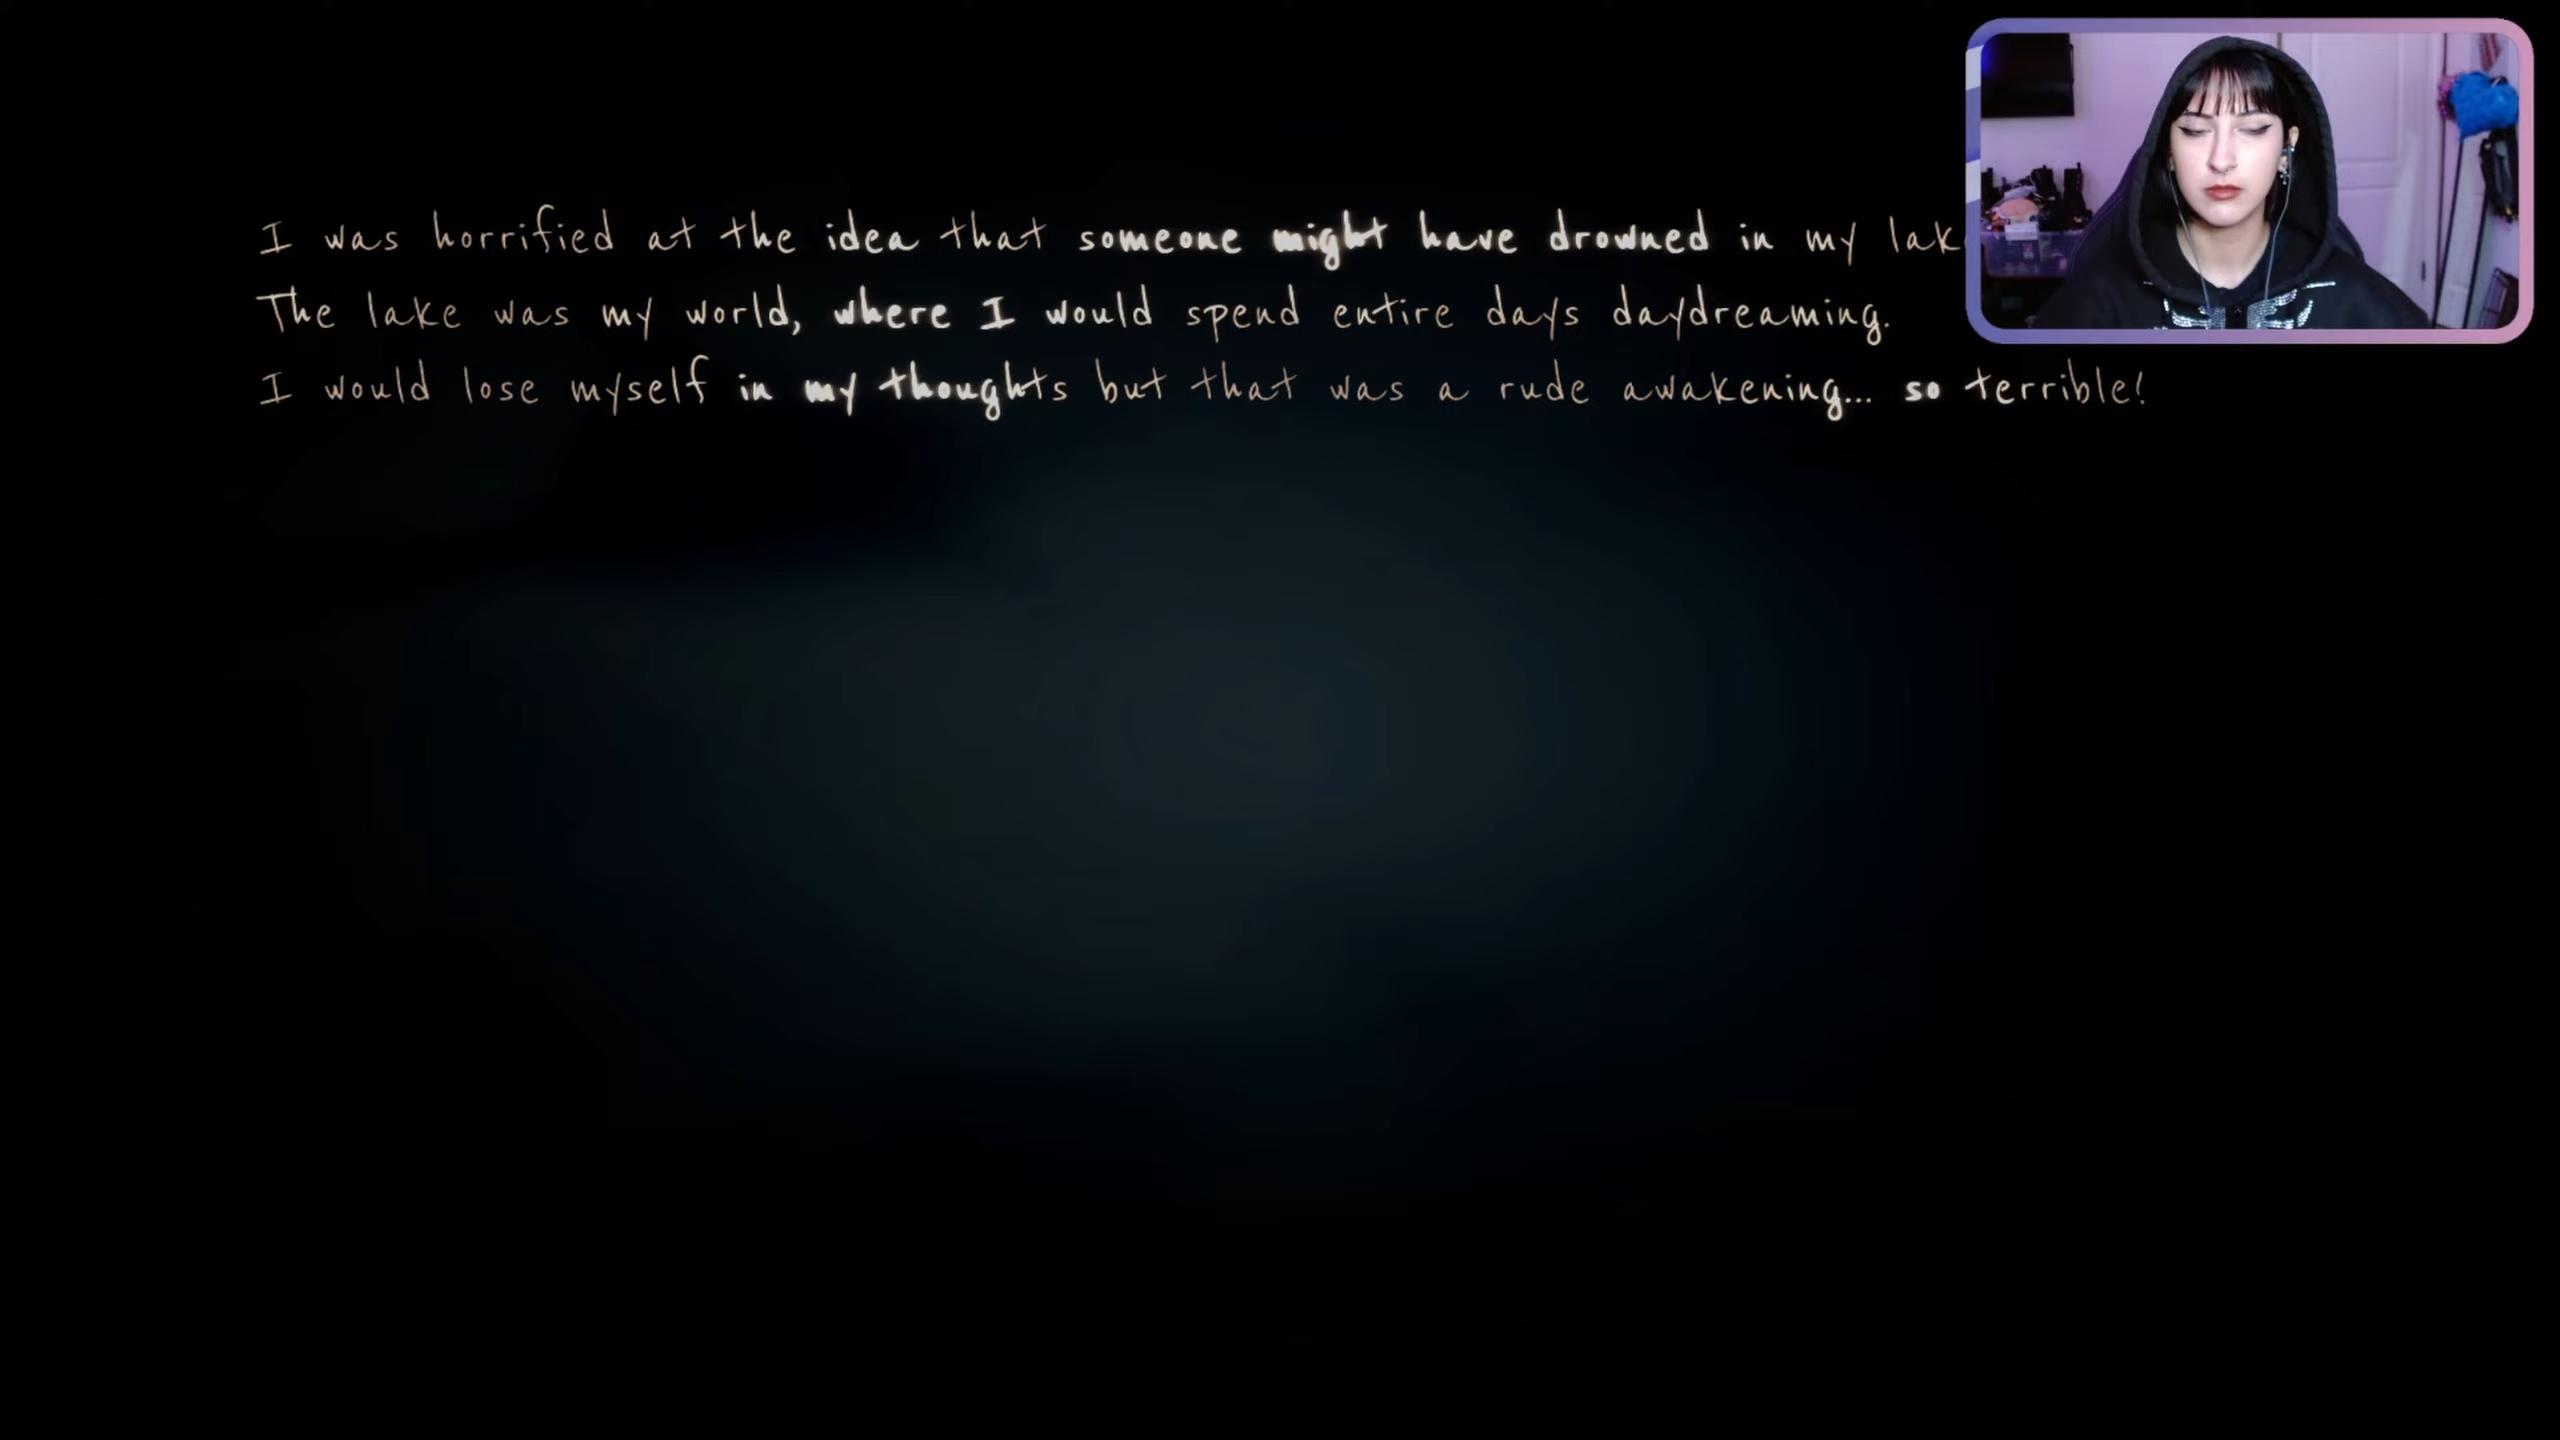 I was horrified at the idea that someone might have drowned in my
The lake was my world, where I would spend entire days daydreaming.
I would lose myself in my thoughts but that was a rude awakening... so terrible!